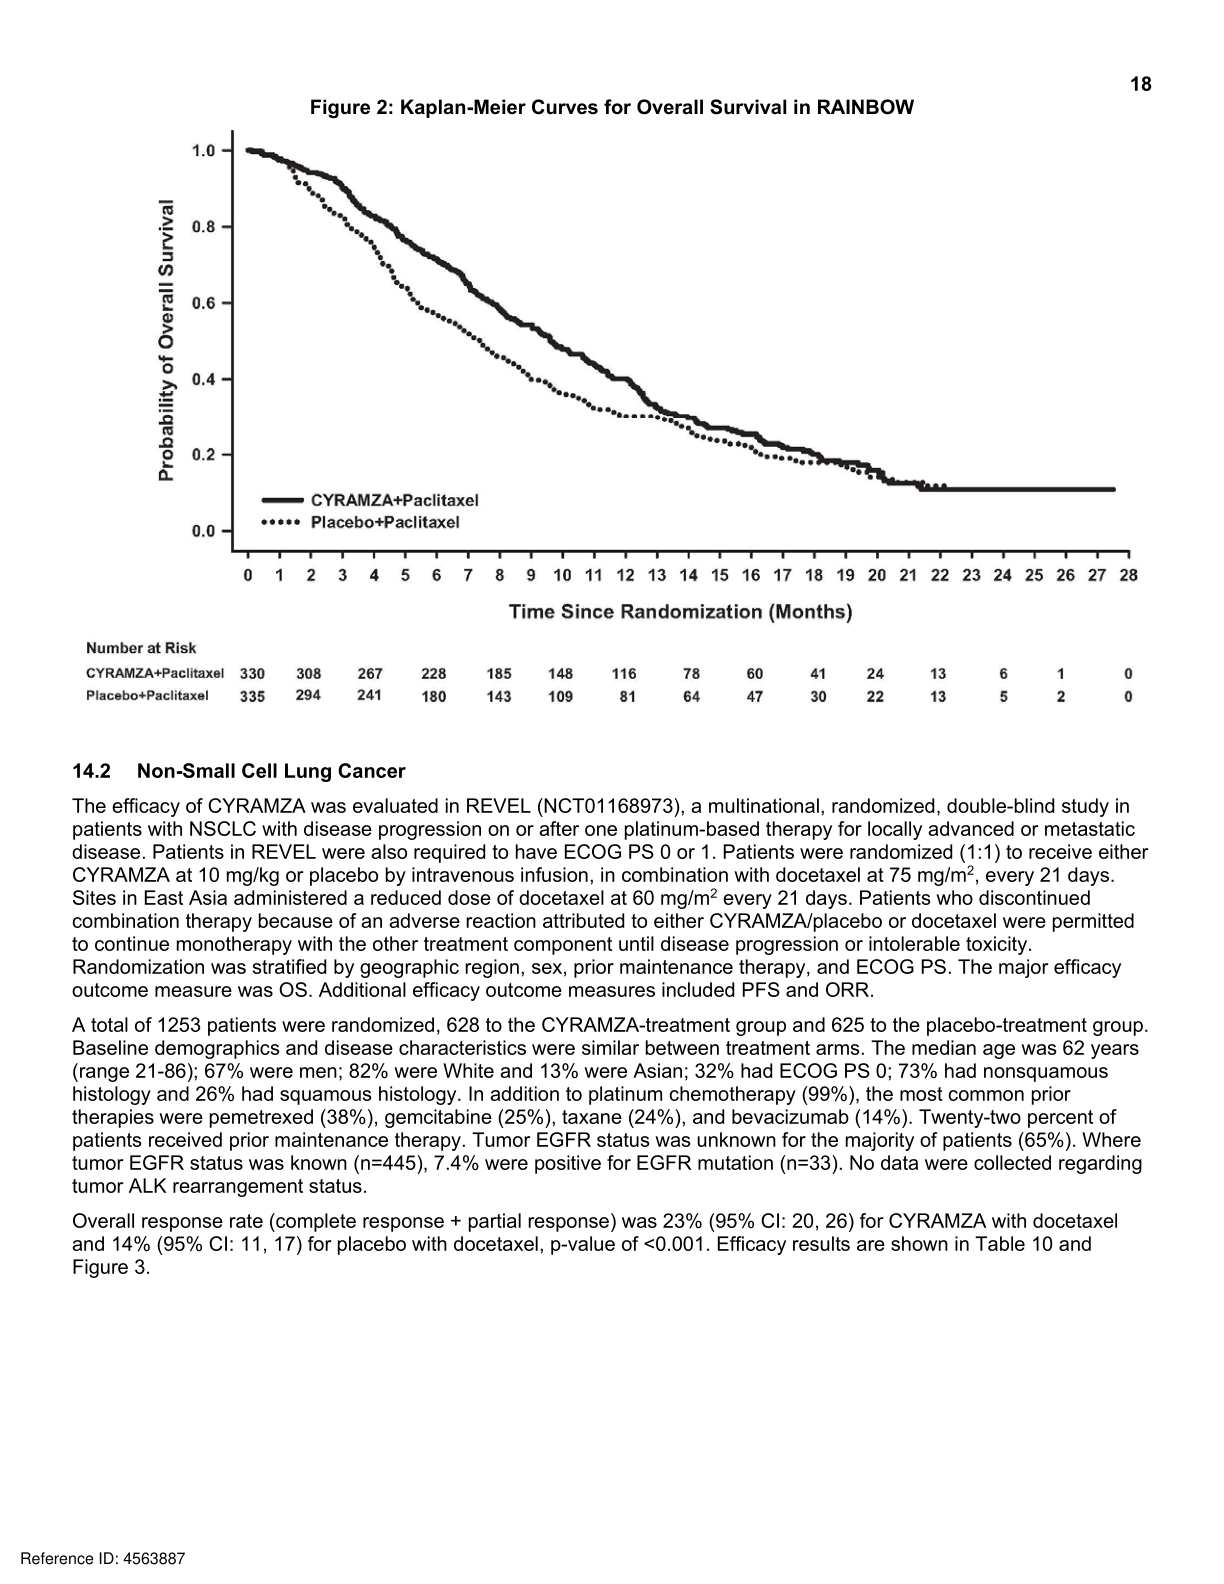 18
Figure 2: Kaplan-Meier Curves for Overall Survival in RAINBOW
Probability of Overall Survival
1.0
0.8
0.6
0.4
0.2
0.0
CYRAMZA+Paclitaxel
Placebo+Paclitaxel
0 1 2 3 4 5 6 7 8 9 10 11 12 13 14 15 16 17 18 19 20 21 22 23 24 25 26 27 28
Time Since Randomization (Months)
Number at Risk
CYRAMZA+Paclitaxel 330 308 267 228 185 148 116 78 60 41 24 13 6 1 0
Placebo+Paclitaxel 335 294 241 180 143 109 81 64 47 30 22 13 5 2 0
14.2 Non-Small Cell Lung Cancer
The efficacy of CYRAMZA was evaluated in REVEL (NCT01168973), a multinational, randomized, double-blind study in
patients with NSCLC with disease progression on or after one platinum-based therapy for locally advanced or metastatic
disease. Patients in REVEL were also required to have ECOG PS 0 or 1. Patients were randomized (1:1) to receive either
CYRAMZA at 10 mg/kg or placebo by intravenous infusion, in combination with docetaxel at 75 mg/m², every 21 days.
Sites in East Asia administered a reduced dose of docetaxel at 60 mg/m² every 21 days. Patients who discontinued
combination therapy because of an adverse reaction attributed to either CYRAMZA/placebo or docetaxel were permitted
to continue monotherapy with the other treatment component until disease progression or intolerable toxicity.
Randomization was stratified by geographic region, sex, prior maintenance therapy, and ECOG PS. The major efficacy
outcome measure was OS. Additional efficacy outcome measures included PFS and ORR.
A total of 1253 patients were randomized, 628 to the CYRAMZA-treatment group and 625 to the placebo-treatment group.
Baseline demographics and disease characteristics were similar between treatment arms. The median age was 62 years
(range 21-86); 67% were men; 82% were White and 13% were Asian; 32% had ECOG PS 0; 73% had nonsquamous
histology and 26% had squamous histology. In addition to platinum chemotherapy (99%), the most common prior
therapies were pemetrexed (38%), gemcitabine (25%), taxane (24%), and bevacizumab (14%). Twenty-two percent of
patients received prior maintenance therapy. Tumor EGFR status was unknown for the majority of patients (65%). Where
tumor EGFR status was known (n=445), 7.4% were positive for EGFR mutation (n=33). No data were collected regarding
tumor ALK rearrangement status.
Overall response rate (complete response + partial response) was 23% (95% CI: 20, 26) for CYRAMZA with docetaxel
and 14% (95% CI: 11, 17) for placebo with docetaxel, p-value of <0.001. Efficacy results are shown in Table 10 and
Figure 3.
Reference ID: 4563887